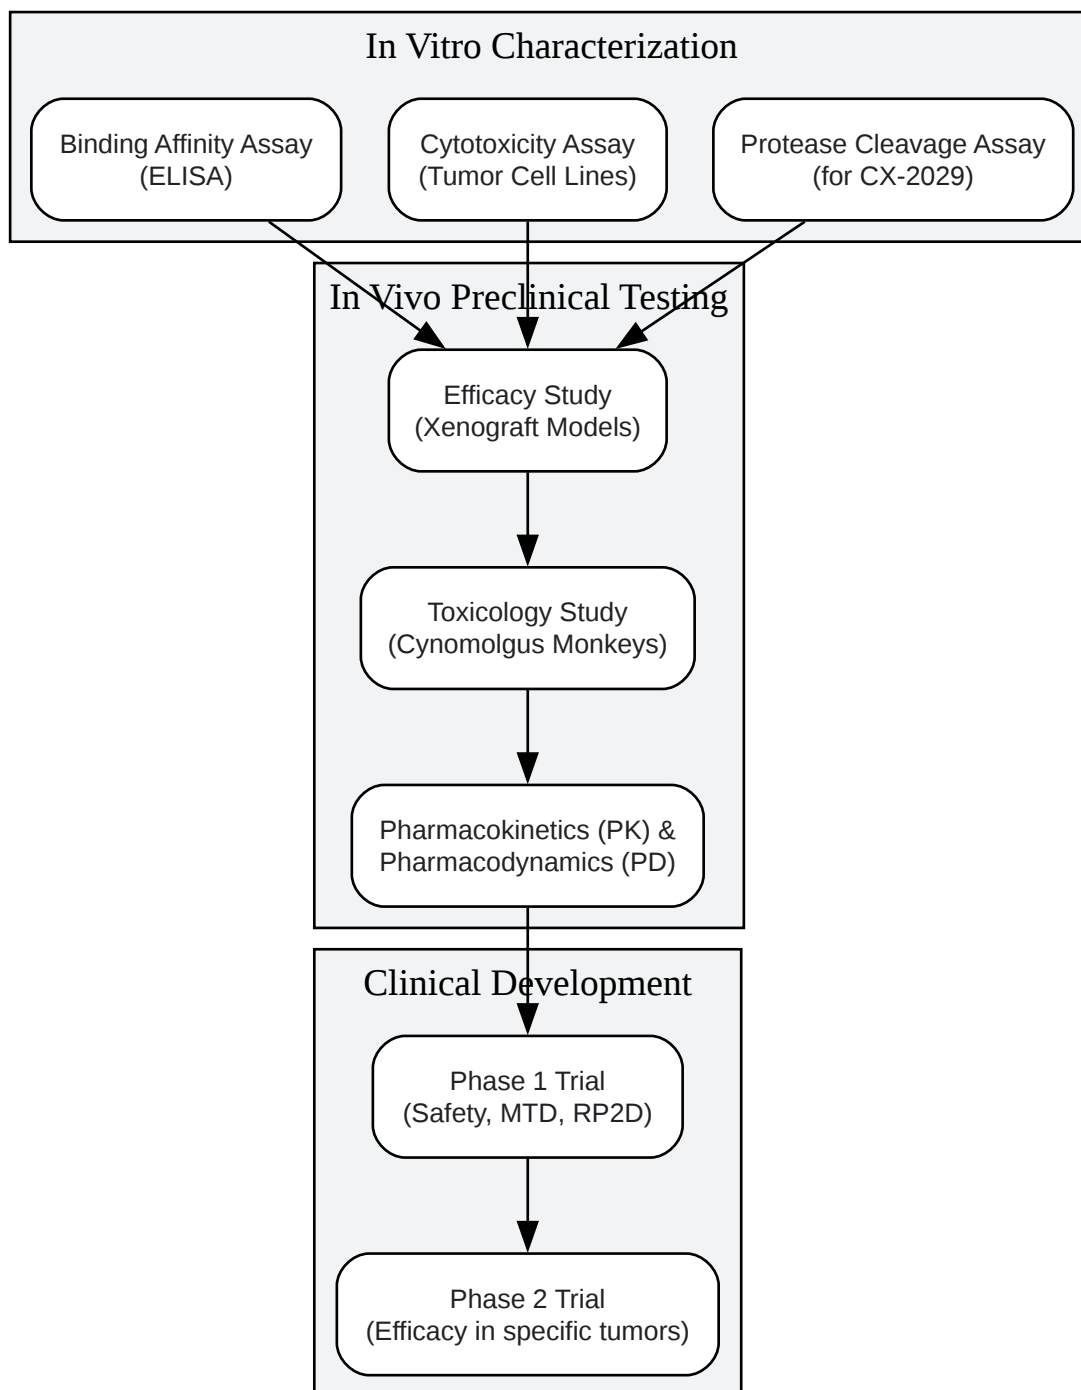 In Vitro Characterization
Binding Affinity Assay
(ELISA)
Cytotoxicity Assay
(Tumor Cell Lines)
Protease Cleavage Assay
(for CX-2029)
In Vivo Preclinical Testing
Efficacy Study
(Xenograft Models)
Toxicology Study
(Cynomolgus Monkeys)
Pharmacokinetics (PK) &
Pharmacodynamics (PD)
Clinical Development
Phase 1 Trial
(Safety, MTD, RP2D)
Phase 2 Trial
(Efficacy in specific tumors)